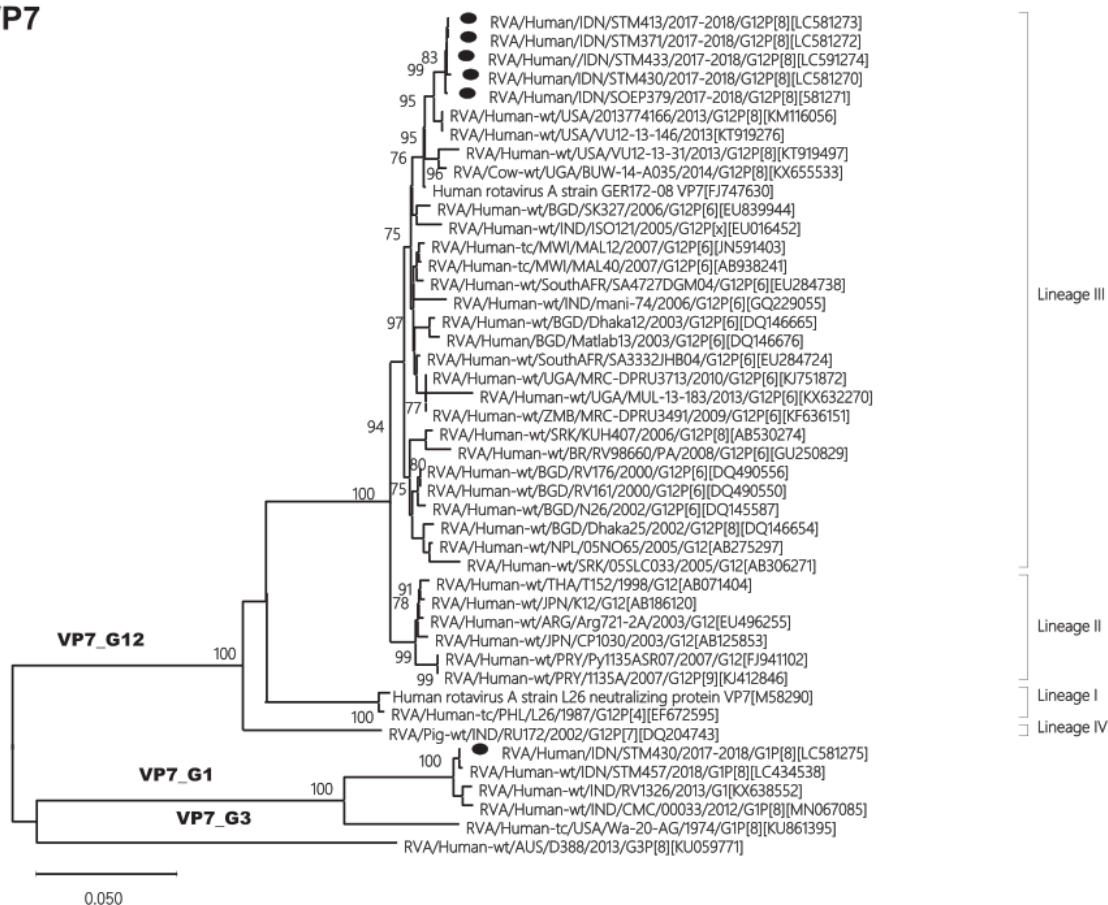 VP7
RVA/Human/IDN/STM413/2017-2018/G12P[8][LC581273]
RVA/Human/IDN/STM371/2017-2018/G12P[8][LC581272]
83
RVA/Human//IDN/STM433/2017-2018/G12P[8][LC591274]
99
RVA/Human/IDN/STM430/2017-2018/G12P[8][LC581270]
95
RVA/Human/IDN/SOEP379/2017-2018/G12P[8][581271]
RVA/Human-wt/USA/2013774166/2013/G12P[8][KM116056]
95
RVA/Human-wt/USA/VU12-13-146/2013[KT919276]
76
RVA/Human-wt/USA/VU12-13-31/2013/G12P[8][KT919497]
96
RVA/Cow-wt/UGA/BUW-14-A035/2014/G12P[8][KX655533]
Human rotavirus A strain GER172-08 VP7[FJ747630]
RVA/Human-wt/BGD/SK327/2006/G12P[6][EU839944]
75
RVA/Human-wt/IND/ISO121/2005/G12P[x][EU016452]
RVA/Human-tc/MWI/MAL12/2007/G12P[6][JN591403]
RVA/Human-tc/MWI/MAL40/2007/G12P[6][AB938241]
RVA/Human-wt/SouthAFR/SA4727DGM04/G12P[6][EU284738]
Lineage III
RVA/Human-wt/IND/mani-74/2006/G12P[6][GQ229055]
97
RVA/Human-wt/BGD/Dhaka12/2003/G12P[6][DQ146665]
RVA/Human/BGD/Matlab13/2003/G12P[6][DQ146676]
RVA/Human-wt/SouthAFR/SA3332JHB04/G12P[6][EU284724]
RVA/Human-wt/UGA/MRC-DPRU3713/2010/G12P[6][KJ751872]
RVA/Human-wt/UGA/MUL-13-183/2013/G12P[6][KX632270]
77
RVA/Human-wt/ZMB/MRC-DPRU3491/2009/G12P[6][KF636151]
94
RVA/Human-wt/SRK/KUH407/2006/G12P[8][AB530274]
RVA/Human-wt/BR/RV98660/PA/2008/G12P[6][GU250829]
80
RVA/Human-wt/BGD/RV176/2000/G12P[6][DQ490556]
100
75
RVA/Human-wt/BGD/RV161/2000/G12P[6][DQ490550]
RVA/Human-wt/BGD/N26/2002/G12P[6][DQ145587]
RVA/Human-wt/BGD/Dhaka25/2002/G12P[8][DQ146654]
RVA/Human-wt/NPL/05NO65/2005/G12[AB275297]
RVA/Human-wt/SRK/05SLC033/2005/G12[AB306271]
91
RVA/Human-wt/THA/T152/1998/G12[AB071404]
78
RVA/Human-wt/JPN/K12/G12[AB186120]
RVA/Human-wt/ARG/Arg721-2A/2003/G12[EU496255]
Lineage II
VP7_G12
RVA/Human-wt/JPN/CP1030/2003/G12[AB125853]
100
99
RVA/Human-wt/PRY/Py1135ASR07/2007/G12[FJ941102]
99
RVA/Human-wt/PRY/1135A/2007/G12P[9][KJ412846]
Human rotavirus A strain L26 neutralizing protein VP7[M58290]
Lineage I
100
RVA/Human-tc/PHL/L26/1987/G12P[4][EF672595]
RVA/Pig-wt/IND/RU172/2002/G12P[7][DQ204743]
Lineage IV
RVA/Human/IDN/STM430/2017-2018/G1P[8][LC581275]
100
VP7_G1
RVA/Human-wt/IDN/STM457/2018/G1P[8][LC434538]
100
RVA/Human-wt/IND/RV1326/2013/G1[KX638552]
RVA/Human-wt/IND/CMC/00033/2012/G1P[8][MN067085]
VP7_G3
RVA/Human-tc/USA/Wa-20-AG/1974/G1P[8][KU861395]
RVA/Human-wt/AUS/D388/2013/G3P[8][KU059771]
0.050